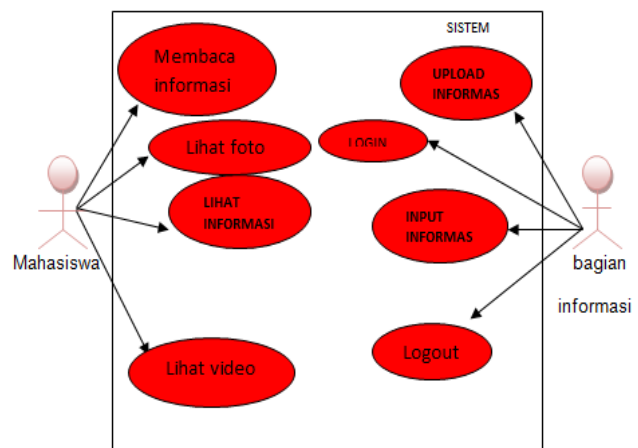 SISTEM
Membaca
informasi
UPLOAD
INFORMAS
Lihat foto
LOGIN
LIHAT
INFORMASI
INPUT
INFORMAS
Mahasiswa
bagian
informasi
Lihat video
Logout